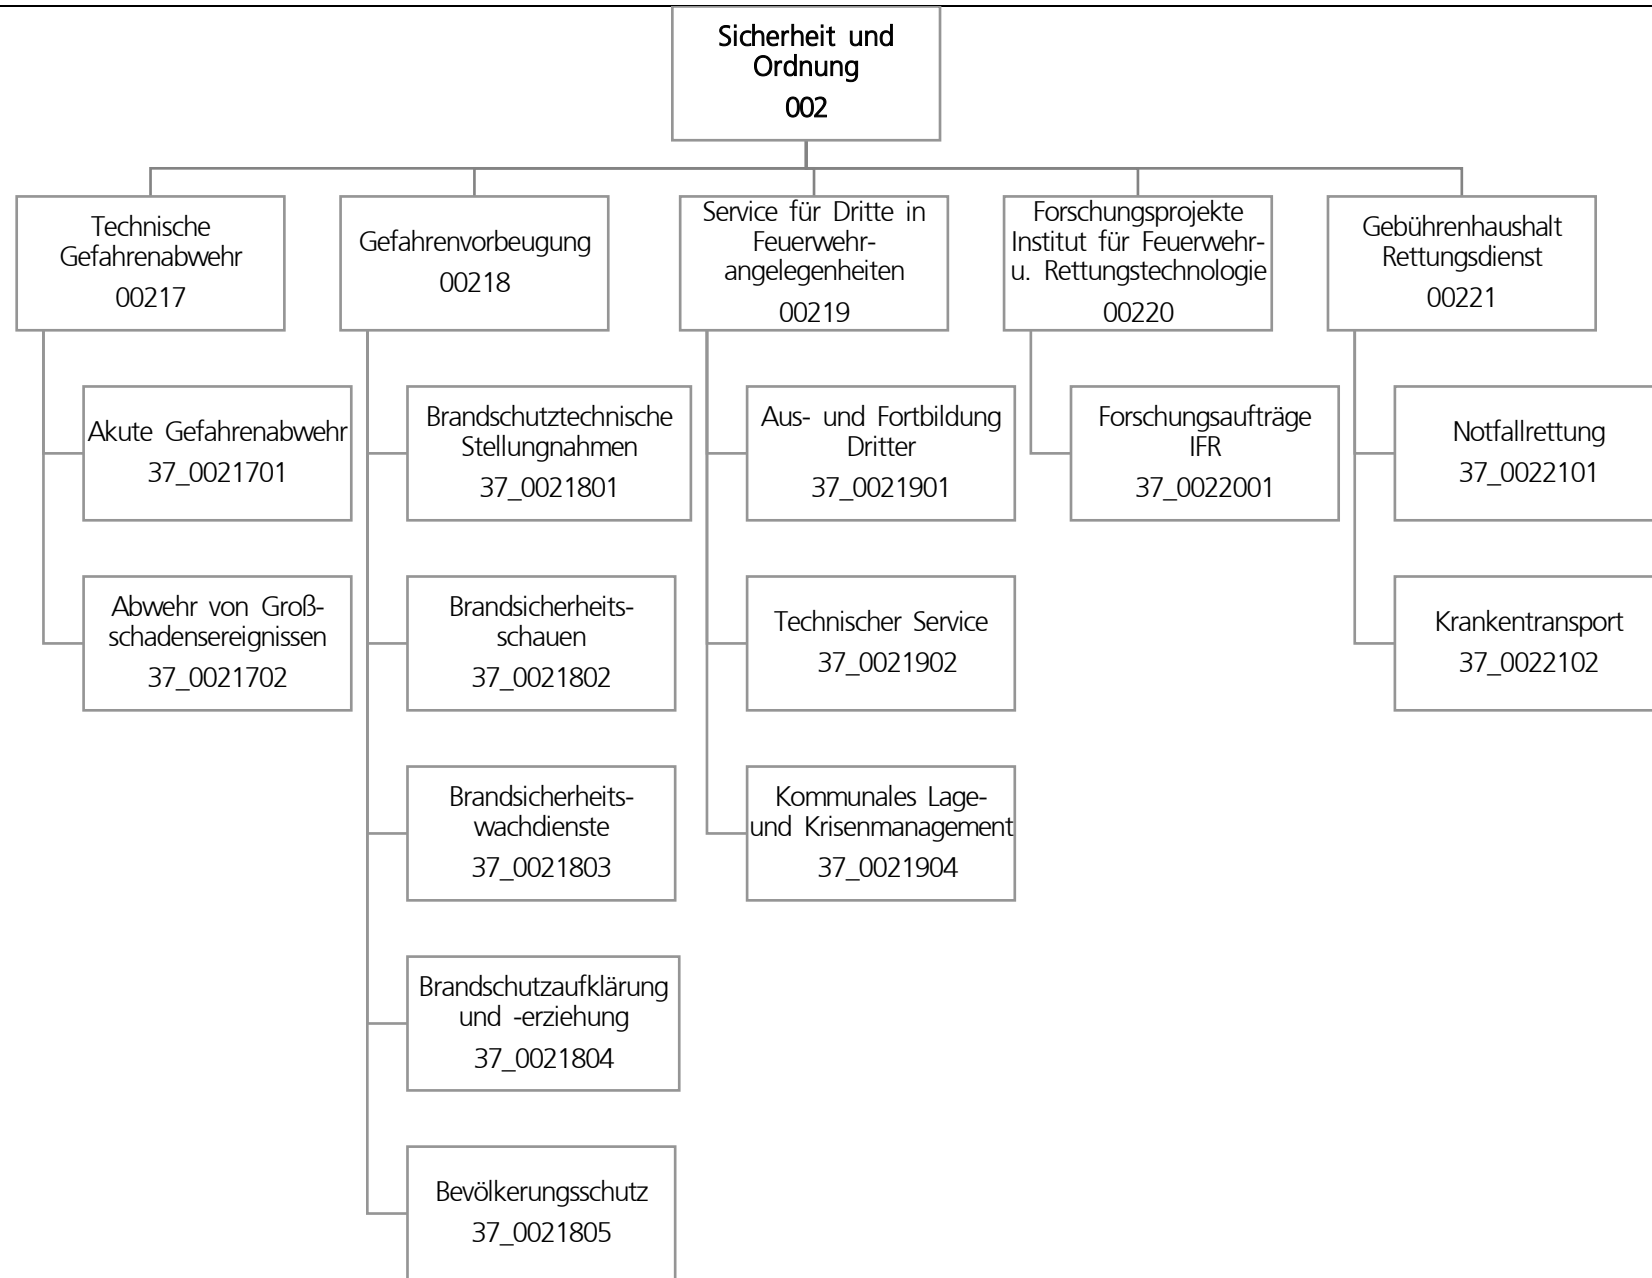 Sicherheit und
Ordnung
002
Technische
Gefahrenabwehr
00217
Gefahrenvorbeugung
00218
Service für Dritte in
Feuerwehr-
angelegenheiten
00219
Forschungsprojekte
Institut für Feuerwehr-
u. Rettungstechnologie
00220
Gebührenhaushalt
Rettungsdienst
00221
Akute Gefahrenabwehr
37_0021701
Abwehr von Groß-
schadensereignissen
37_0021702
Brandschutztechnische
Stellungnahmen
37_0021801
Brandsicherheits-
schauen
37_0021802
Brandsicherheits-
wachdienste
37_0021803
Brandschutzaufklärung
und -erziehung
37_0021804
Bevölkerungsschutz
37_0021805
Aus- und Fortbildung
Dritter
37_0021901
Technischer Service
37_0021902
Kommunales Lage-
und Krisenmanagement
37_0021904
Forschungsaufträge
IFR
37_0022001
Notfallrettung
37_0022101
Krankentransport
37_0022102